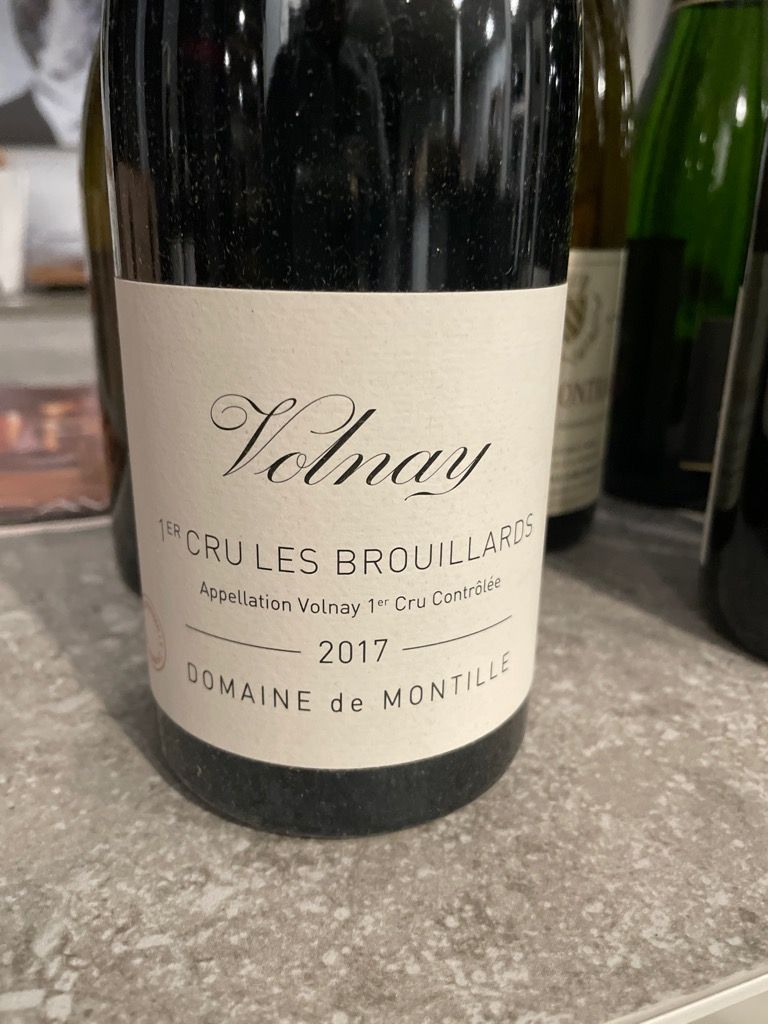 Volnay
1ER CRU LES BROUILLARDS
Appellation Volnay 1er Cru Contrôlée
2017
DOMAINE de MONTILLE